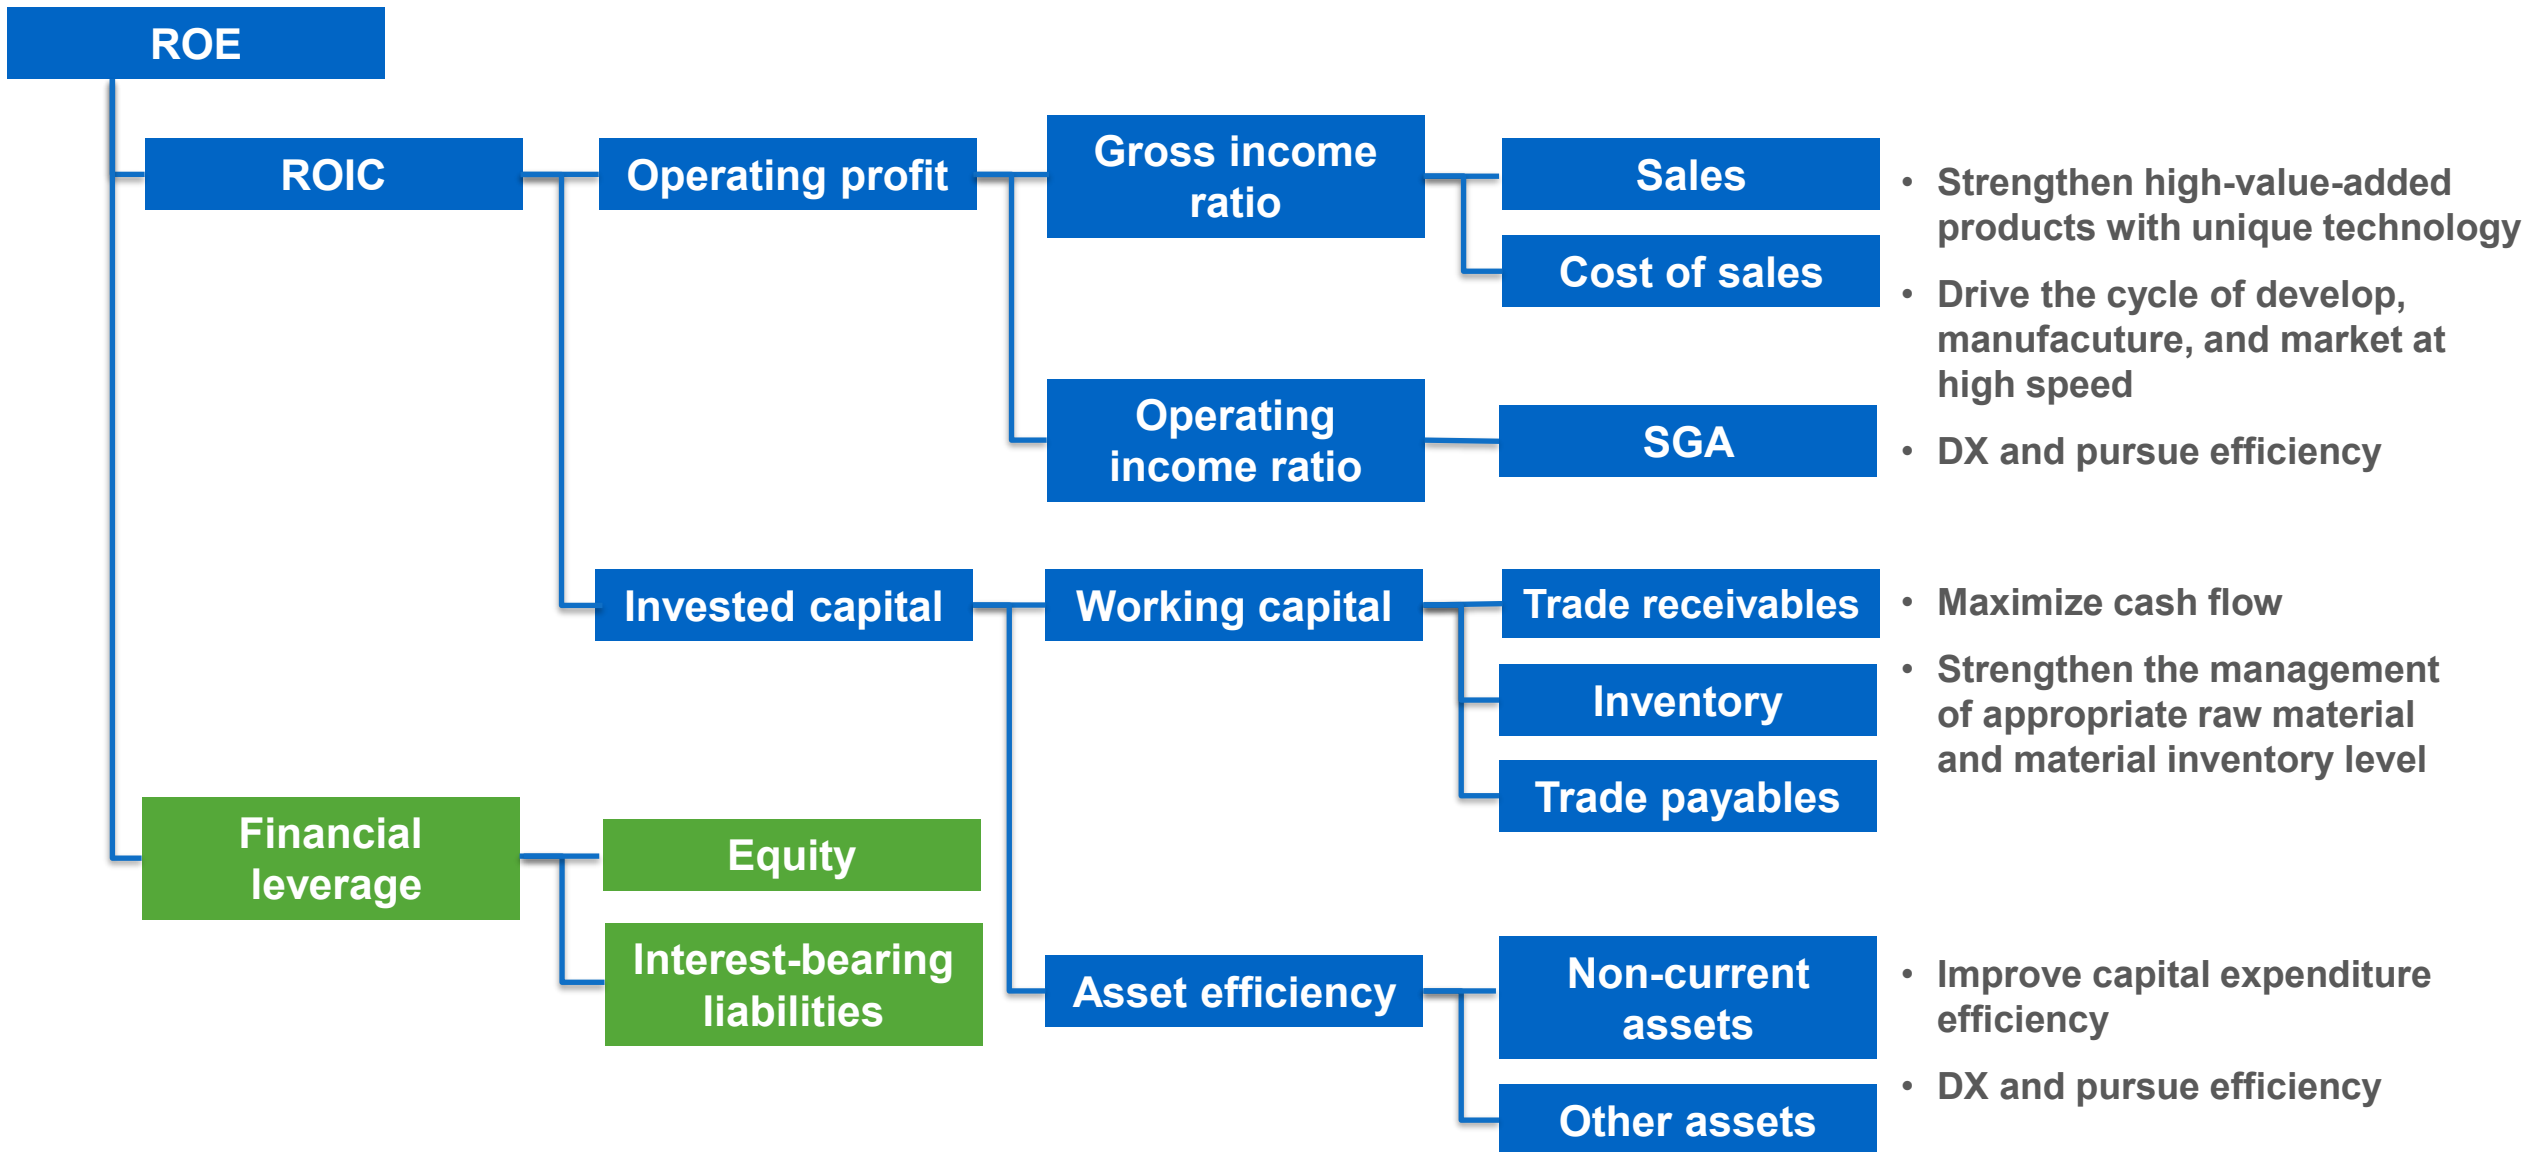 ROE
ROIC
Operating profit
Gross income
ratio
Sales
Cost of sales
• Strengthen high-value-added
products with unique technology
• Drive the cycle of develop,
manufacuture, and market at
high speed
Operating
income ratio
SGA
• DX and pursue efficiency
Invested capital
Working capital
Trade receivables
Inventory
Trade payables
• Maximize cash flow
• Strengthen the management
of appropriate raw material
and material inventory level
Financial
leverage
Equity
Interest-bearing
liabilities
Asset efficiency
Non-current
assets
Other assets
• Improve capital expenditure
efficiency
• DX and pursue efficiency